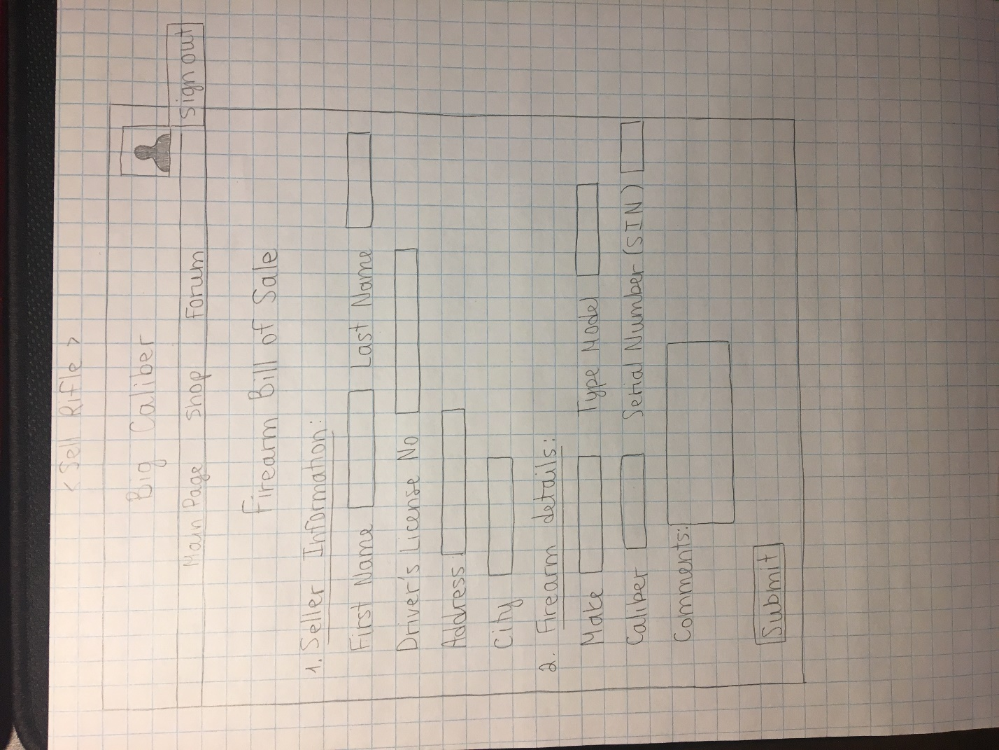 < Sell Rifle >
Big Caliber
Main Page Shop Forum Sign out
Firearm Bill of Sale
1. Seller Information:
First Name Last Name
Driver's License No
Address:
City
2. Firearm details:
Make Type Model
Caliber Serial Number (SIN)
Comments:
Submit